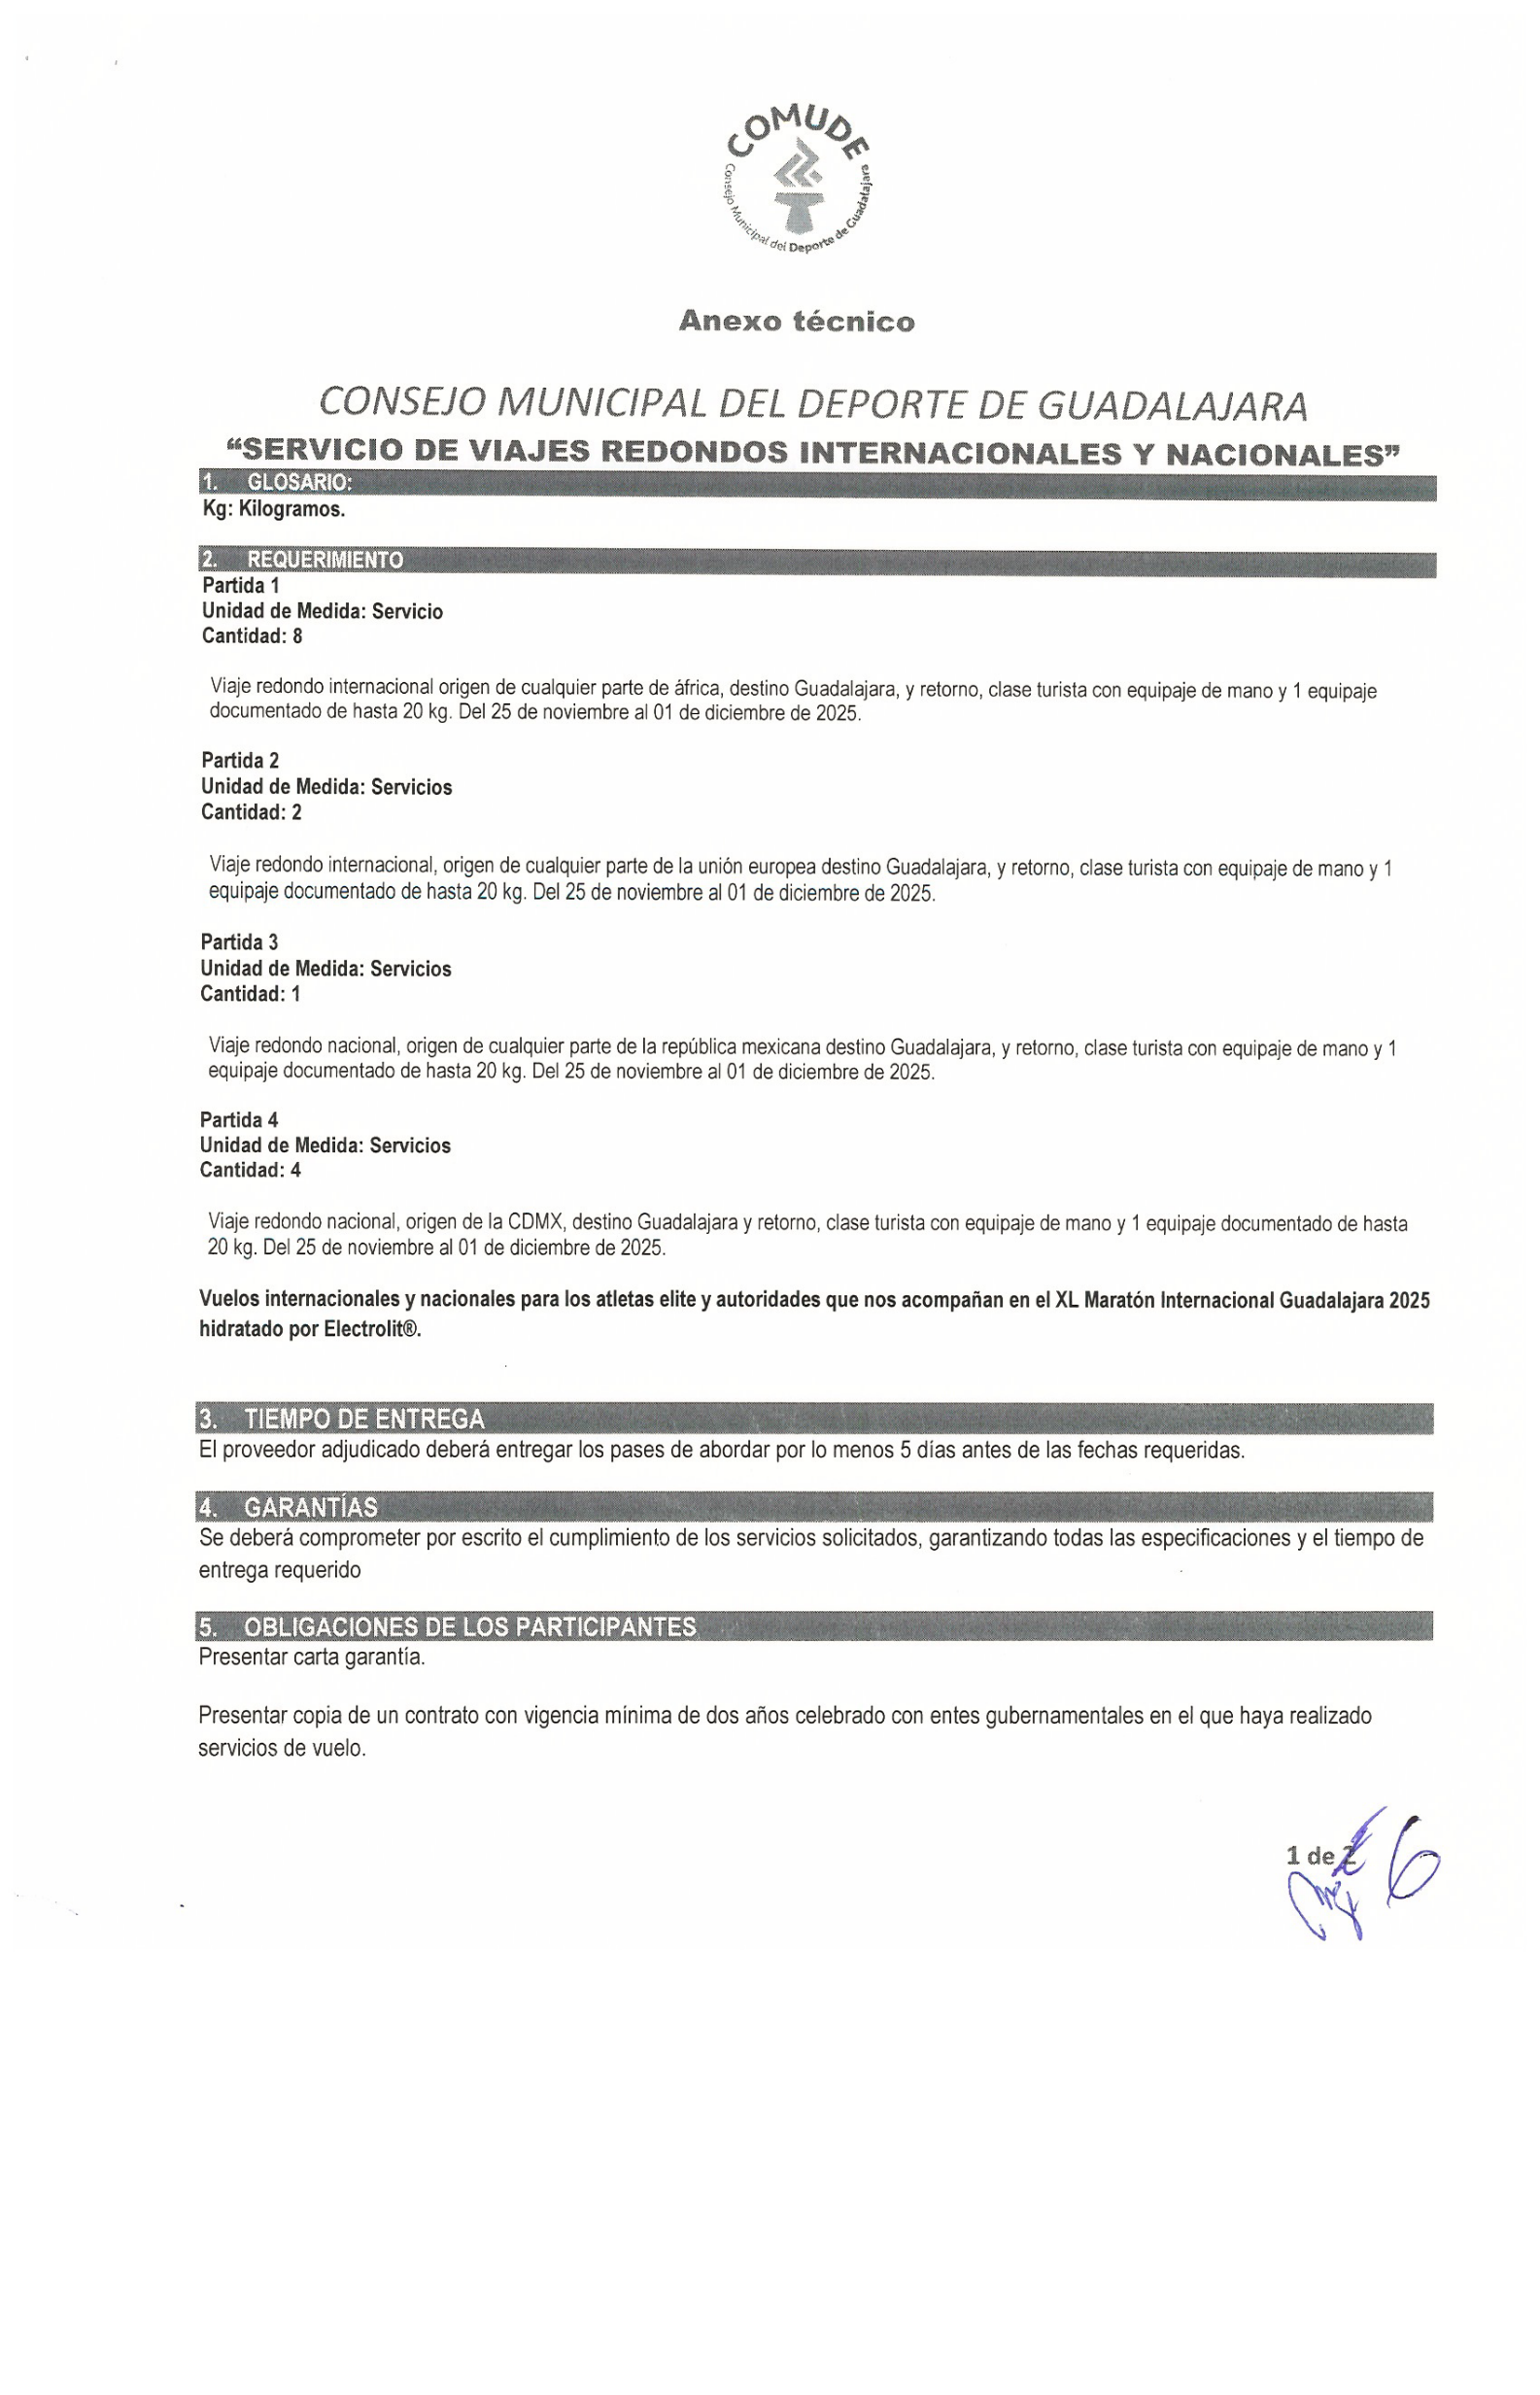 COMUDE
Consejo Municipal del Deporte de Guadalajara
Anexo técnico
CONSEJO MUNICIPAL DEL DEPORTE DE GUADALAJARA
“SERVICIO DE VIAJES REDONDOS INTERNACIONALES Y NACIONALES”
1. GLOSARIO:
Kg: Kilogramos.
2. REQUERIMIENTO
Partida 1
Unidad de Medida: Servicio
Cantidad: 8
Viaje redondo internacional origen de cualquier parte de áfrica, destino Guadalajara, y retorno, clase turista con equipaje de mano y 1 equipaje
documentado de hasta 20 kg. Del 25 de noviembre al 01 de diciembre de 2025.
Partida 2
Unidad de Medida: Servicios
Cantidad: 2
Viaje redondo internacional, origen de cualquier parte de la unión europea destino Guadalajara, y retorno, clase turista con equipaje de mano y 1
equipaje documentado de hasta 20 kg. Del 25 de noviembre al 01 de diciembre de 2025.
Partida 3
Unidad de Medida: Servicios
Cantidad: 1
Viaje redondo nacional, origen de cualquier parte de la república mexicana destino Guadalajara, y retorno, clase turista con equipaje de mano y 1
equipaje documentado de hasta 20 kg. Del 25 de noviembre al 01 de diciembre de 2025.
Partida 4
Unidad de Medida: Servicios
Cantidad: 4
Viaje redondo nacional, origen de la CDMX, destino Guadalajara y retorno, clase turista con equipaje de mano y 1 equipaje documentado de hasta
20 kg. Del 25 de noviembre al 01 de diciembre de 2025.
Vuelos internacionales y nacionales para los atletas elite y autoridades que nos acompañan en el XL Maratón Internacional Guadalajara 2025
hidratado por Electrolit®.
3. TIEMPO DE ENTREGA
El proveedor adjudicado deberá entregar los pases de abordar por lo menos 5 días antes de las fechas requeridas.
4. GARANTÍAS
Se deberá comprometer por escrito el cumplimiento de los servicios solicitados, garantizando todas las especificaciones y el tiempo de
entrega requerido
5. OBLIGACIONES DE LOS PARTICIPANTES
Presentar carta garantía.
Presentar copia de un contrato con vigencia mínima de dos años celebrado con entes gubernamentales en el que haya realizado
servicios de vuelo.
1 de 2